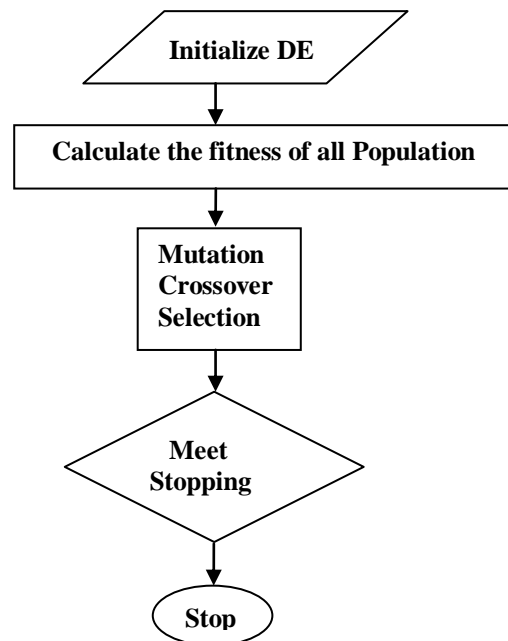 Initialize DE
Calculate the fitness of all Population
Mutation
Crossover
Selection
Meet
Stopping
Stop